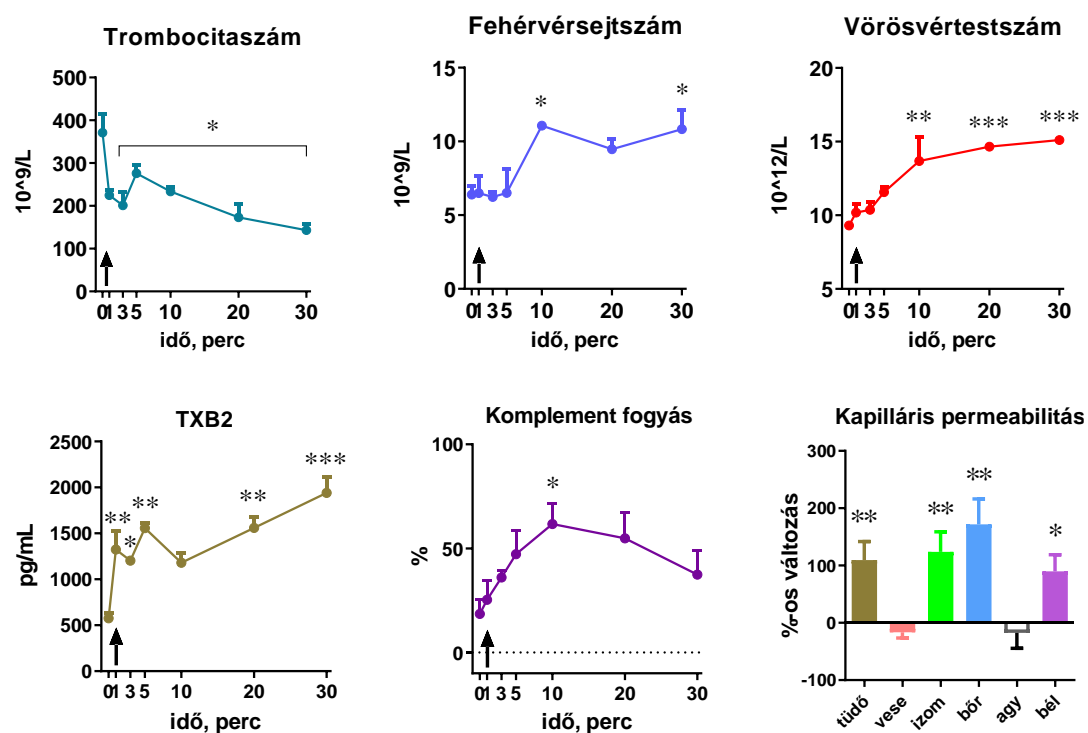 Trombocitaszám
500
400
300
200
100
0
10^9/L
*
0 1 3 5 10 20 30
idő, perc
Fehérvérsejtszám
15
10
5
0
10^9/L
* *
0 1 3 5 10 20 30
idő, perc
Vörösvértestszám
20
15
10
5
10^12/L
** *** ***
0 1 3 5 10 20 30
idő, perc
TXB2
2500
2000
1500
1000
500
0
pg/mL
** * ** ** ***
0 1 3 5 10 20 30
idő, perc
Komplement fogyás
100
50
0
%
*
0 1 3 5 10 20 30
idő, perc
Kapilláris permeabilitás
300
200
100
0
-100
%-os változás
** ** ** *
tüdő vese izom bőr agy bél